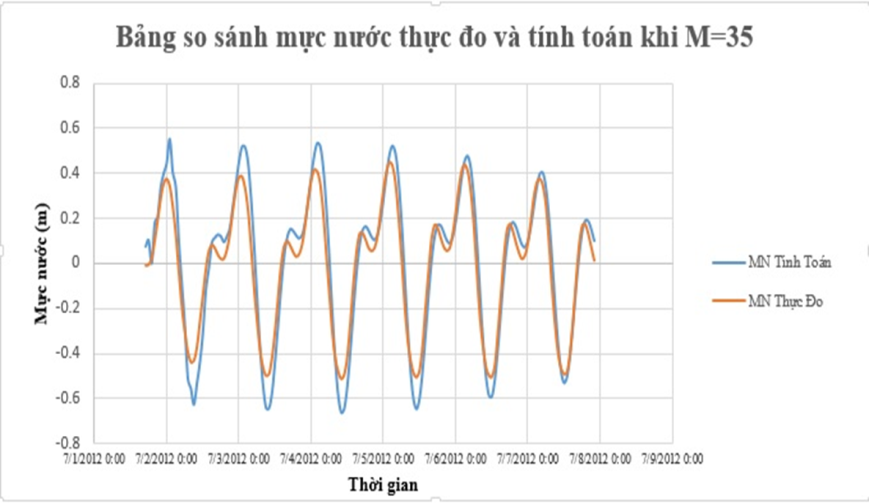 Bảng so sánh mực nước thực đo và tính toán khi M=35
0.8
0.6
0.4
0.2
0
-0.2
-0.4
-0.6
-0.8
Mực nước (m)
7/1/2012 0:00 7/2/2012 0:00 7/3/2012 0:00 7/4/2012 0:00 7/5/2012 0:00 7/6/2012 0:00 7/7/2012 0:00 7/8/2012 0:00 7/9/2012 0:00
Thời gian
MN Tính Toán
MN Thực Đo